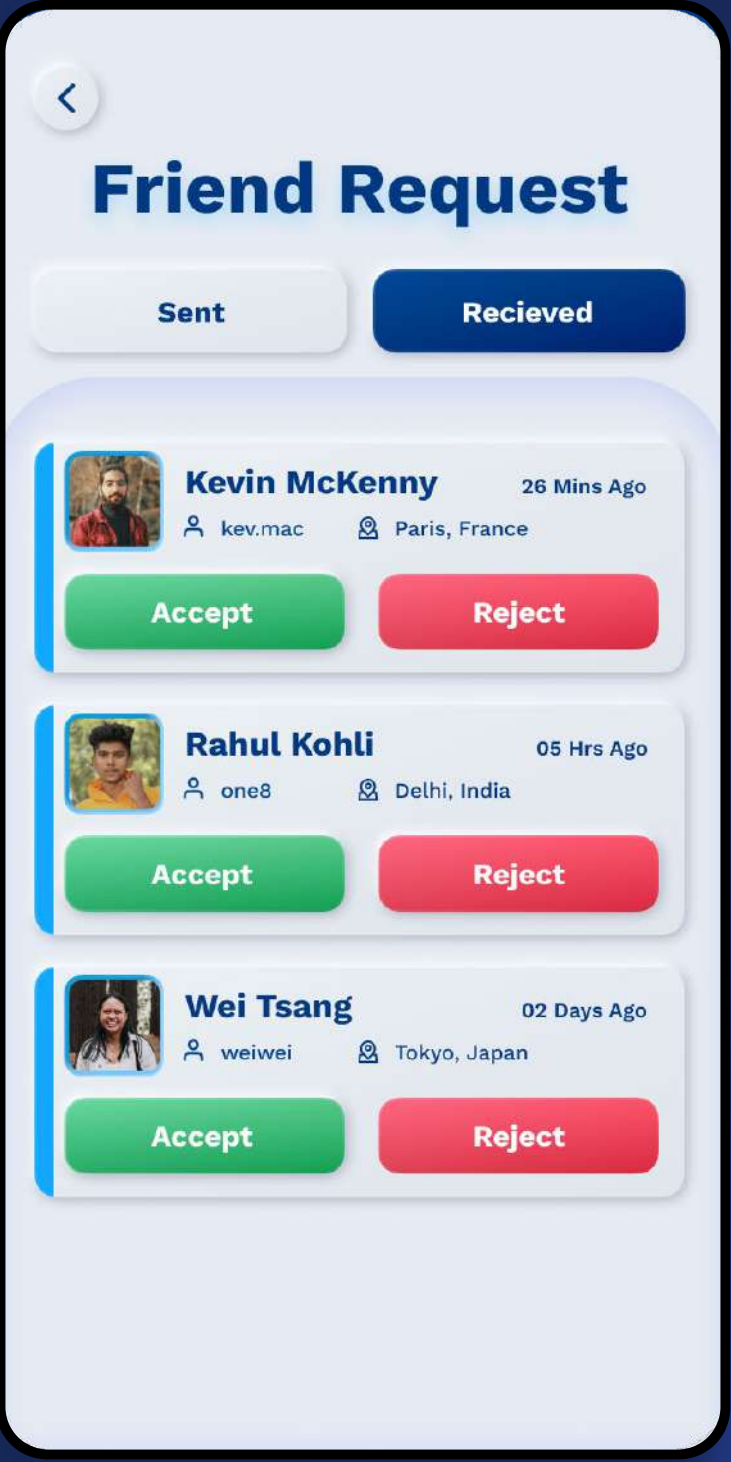 Friend Request
Sent Recieved
Kevin McKenny 26 Mins Ago
kev.mac Paris, France
Accept Reject
Rahul Kohli 05 Hrs Ago
one8 Delhi, India
Accept Reject
Wei Tsang 02 Days Ago
weiwei Tokyo, Japan
Accept Reject